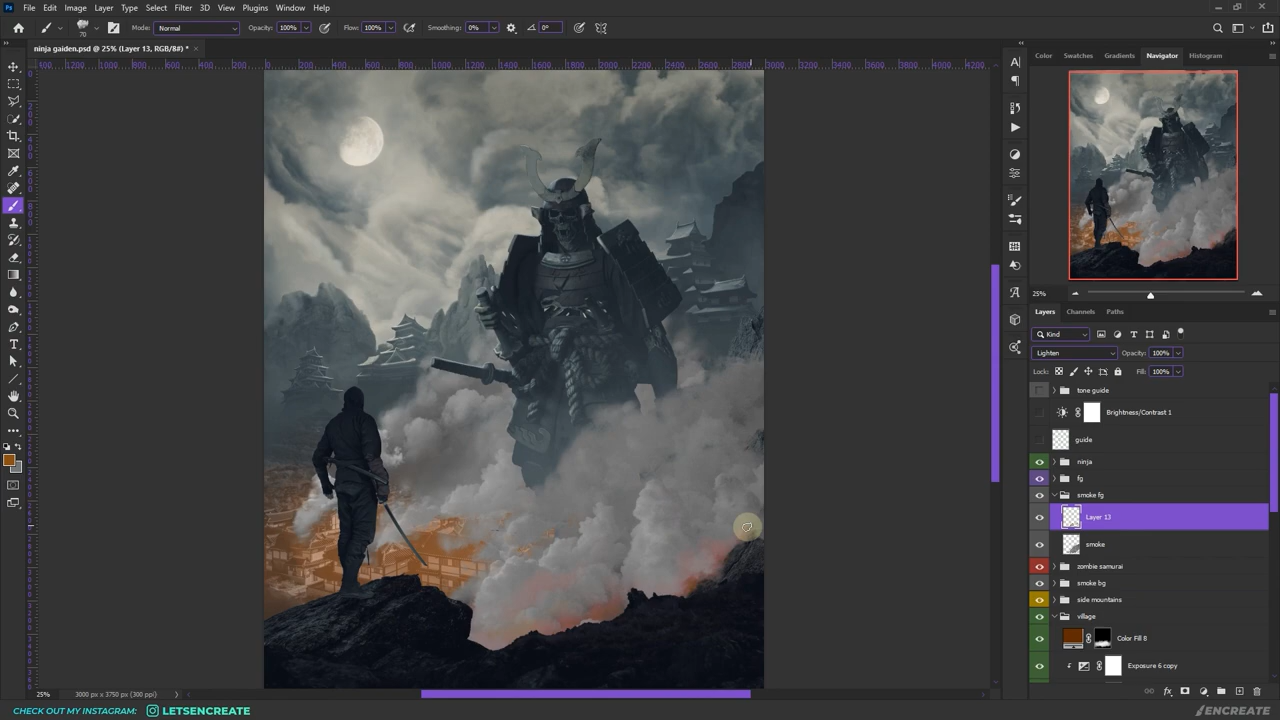 File Edit Image Layer Type Select Filter 3D View Plugins Window Help
70 Mode: Normal Opacity: 100% Flow: 100% Smoothing: 0% 0°
ninja gaiden.psd @ 25% (Layer 13, RGB/8#) *
Color Swatches Gradients Navigator Histogram
25%
Layers Channels Paths
Kind
Lighten Opacity: 100%
Lock: Fill: 100%
tone guide
Brightness/Contrast 1
guide
ninja
fg
smoke fg
Layer 13
smoke
zombie samurai
smoke bg
side mountains
village
Color Fill 8
Exposure 6 copy
25% 3000 px x 3750 px (300 ppi)
CHECK OUT MY INSTAGRAM: LETSENCREATE
ENCREATE